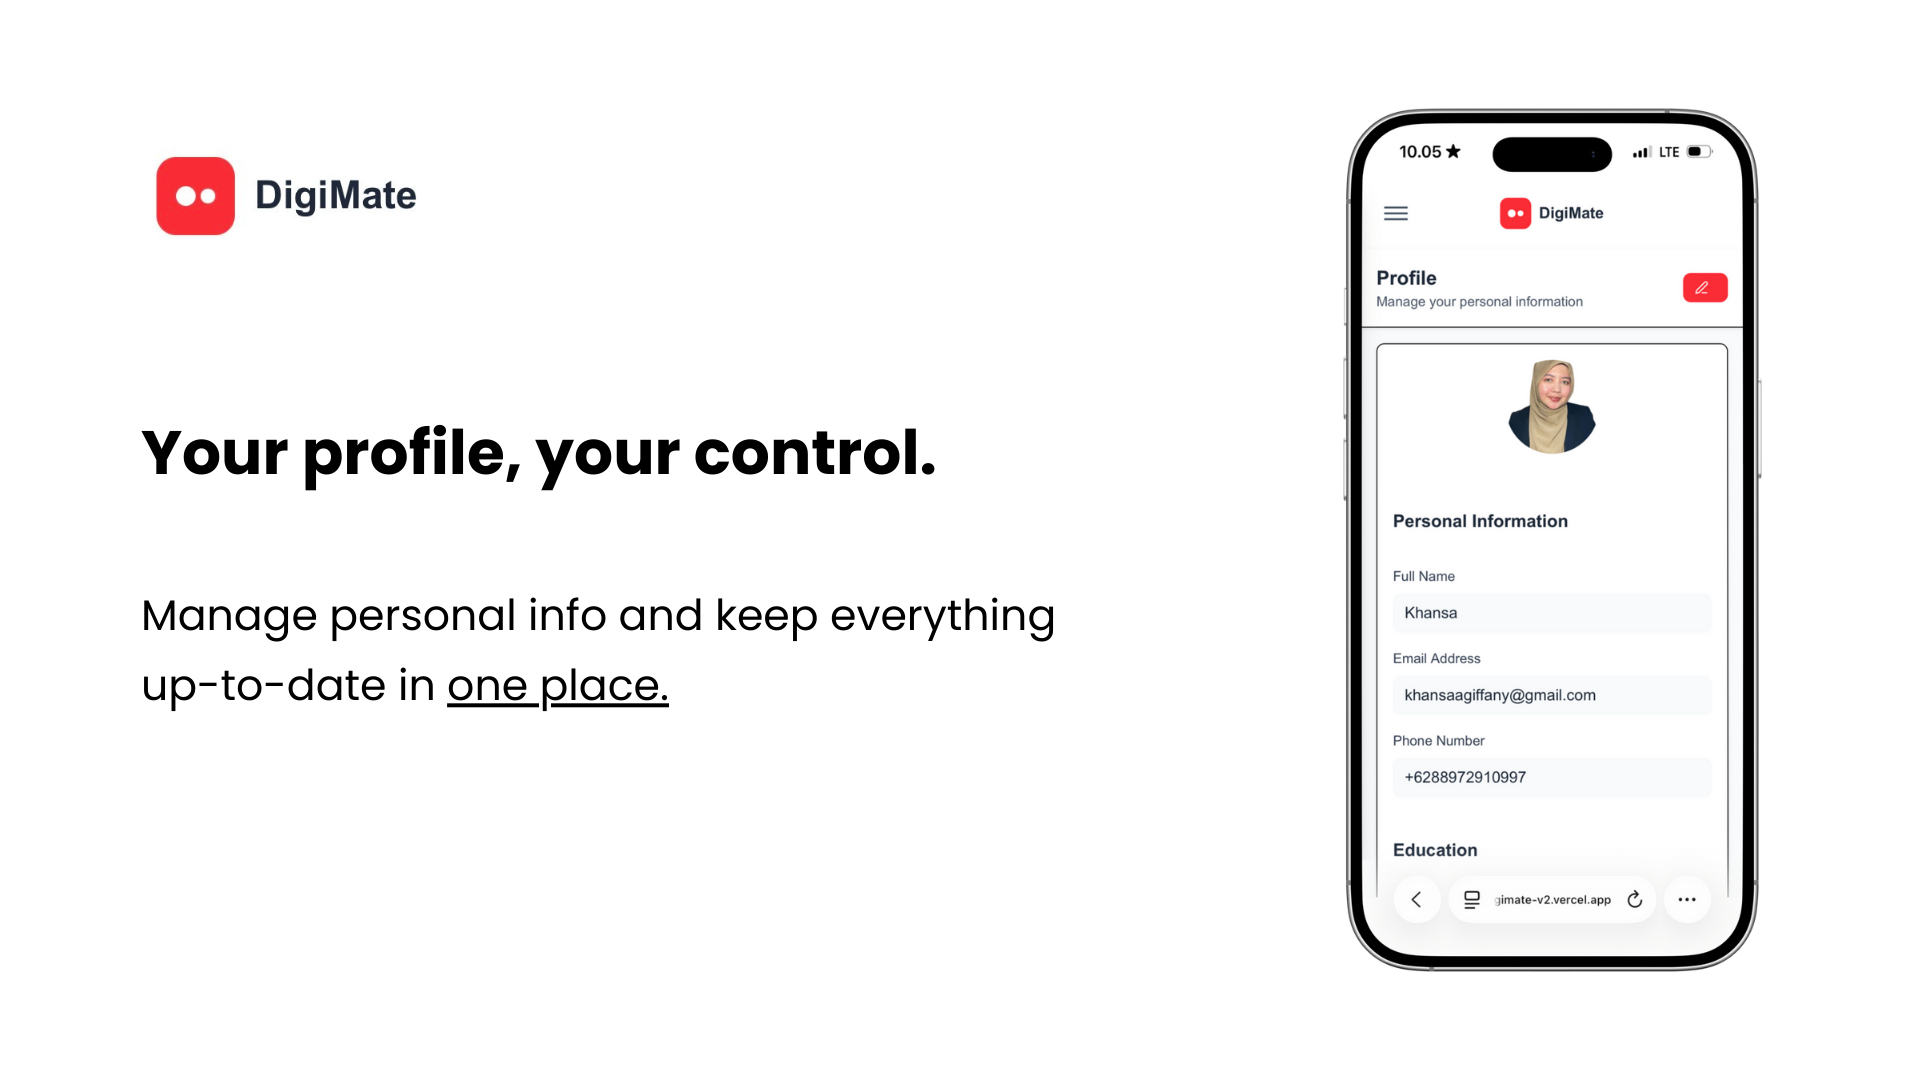 DigiMate
Your profile, your control.
Manage personal info and keep everything
up-to-date in one place.
10.05
LTE
DigiMate
Profile
Manage your personal information
Personal Information
Full Name
Khansa
Email Address
khansaagiffany@gmail.com
Phone Number
+6288972910997
Education
gimate-v2.vercel.app